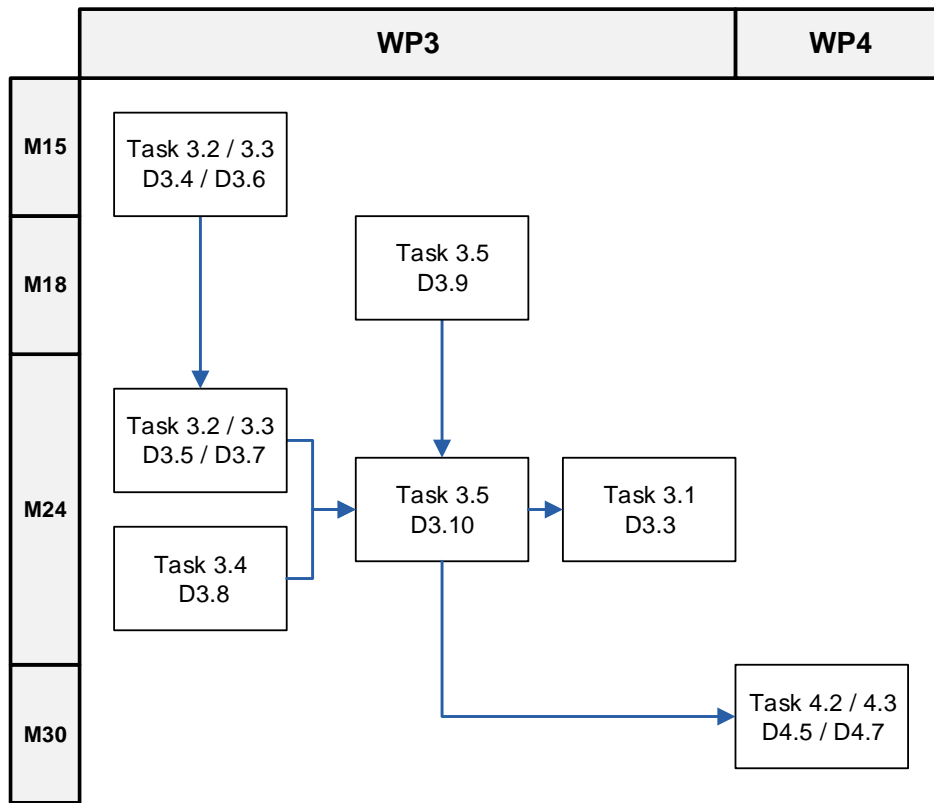 WP3
WP4
M15
Task 3.2 / 3.3
D3.4 / D3.6
M18
Task 3.5
D3.9
M24
Task 3.2 / 3.3
D3.5 / D3.7
Task 3.5
D3.10
Task 3.1
D3.3
Task 3.4
D3.8
M30
Task 4.2 / 4.3
D4.5 / D4.7